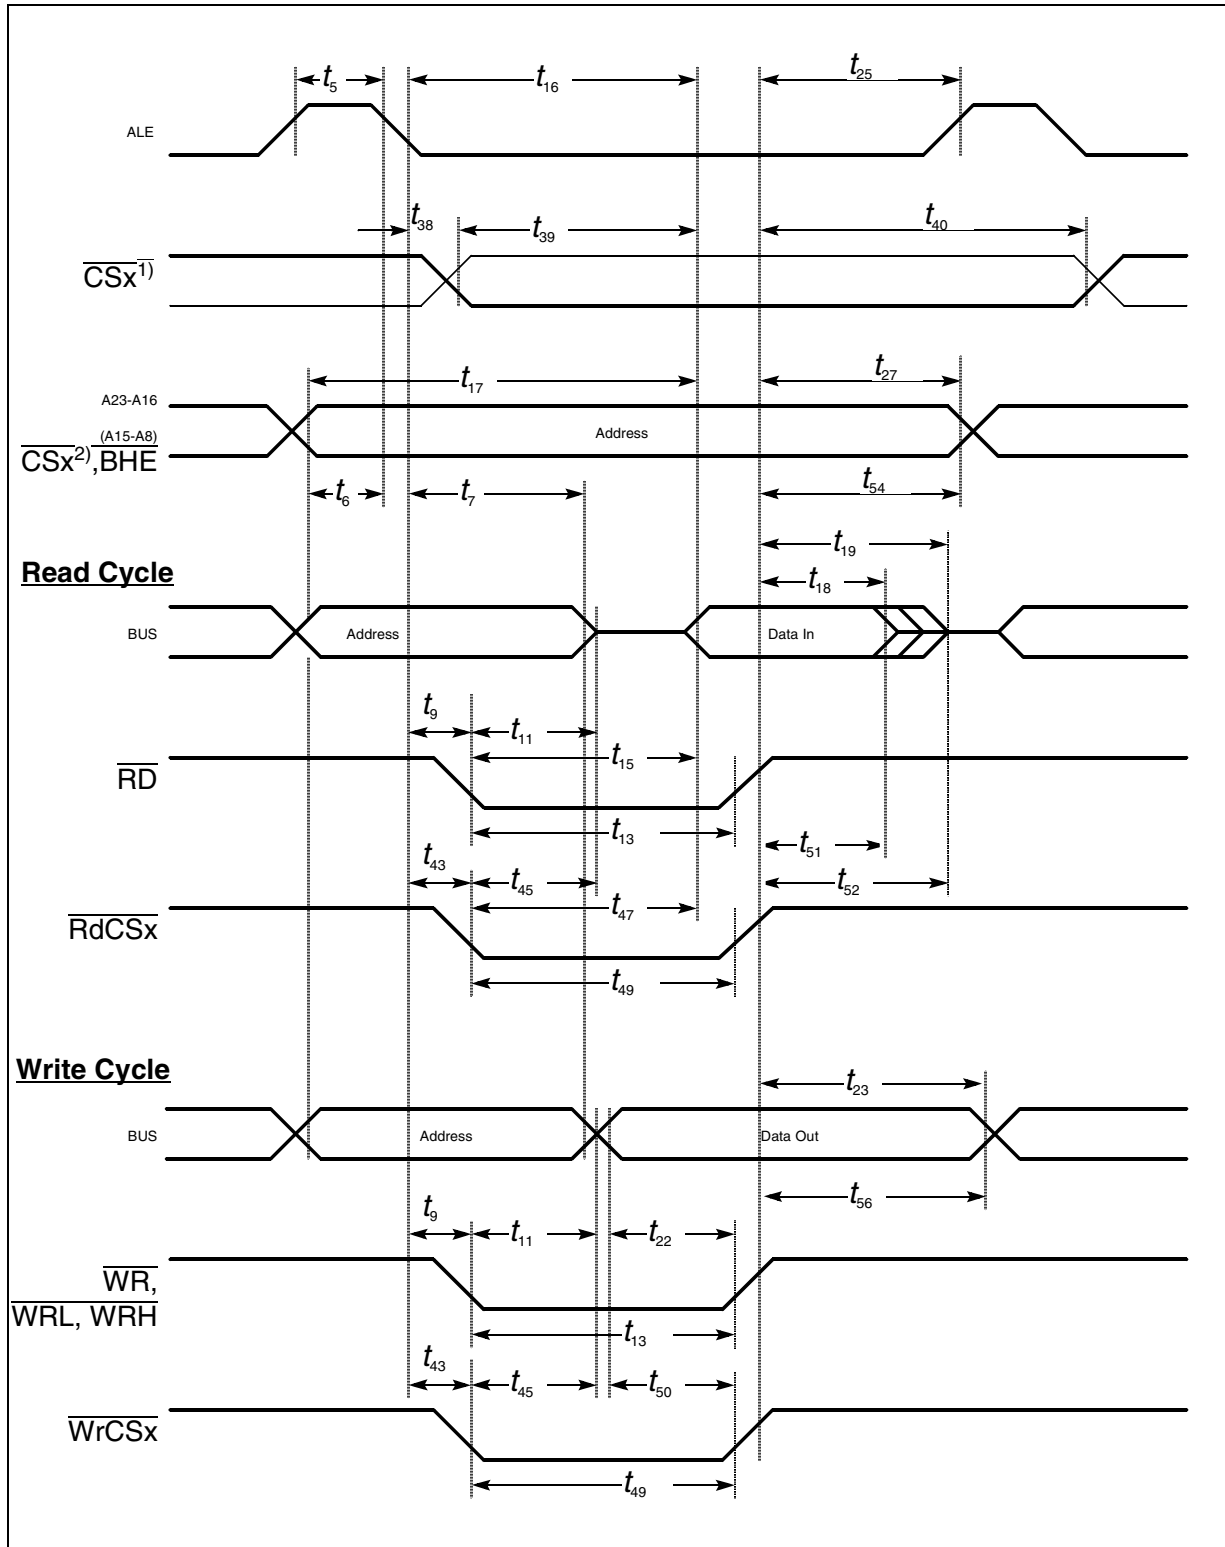 t5 t16 t25
ALE
t38 t39 t40
CSx1)
t17 t27
A23-A16
(A15-A8)
Address
CSx2),BHE
t6 t7 t54
t19
Read Cycle
t18
BUS Address Data In
t9 t11
t15
RD
t13 t51
t43 t45 t52
t47
RdCSx
t49
Write Cycle
t23
BUS Address Data Out
t56
t9 t11 t22
WR,
WRL, WRH
t13
t43 t45 t50
WrCSx
t49